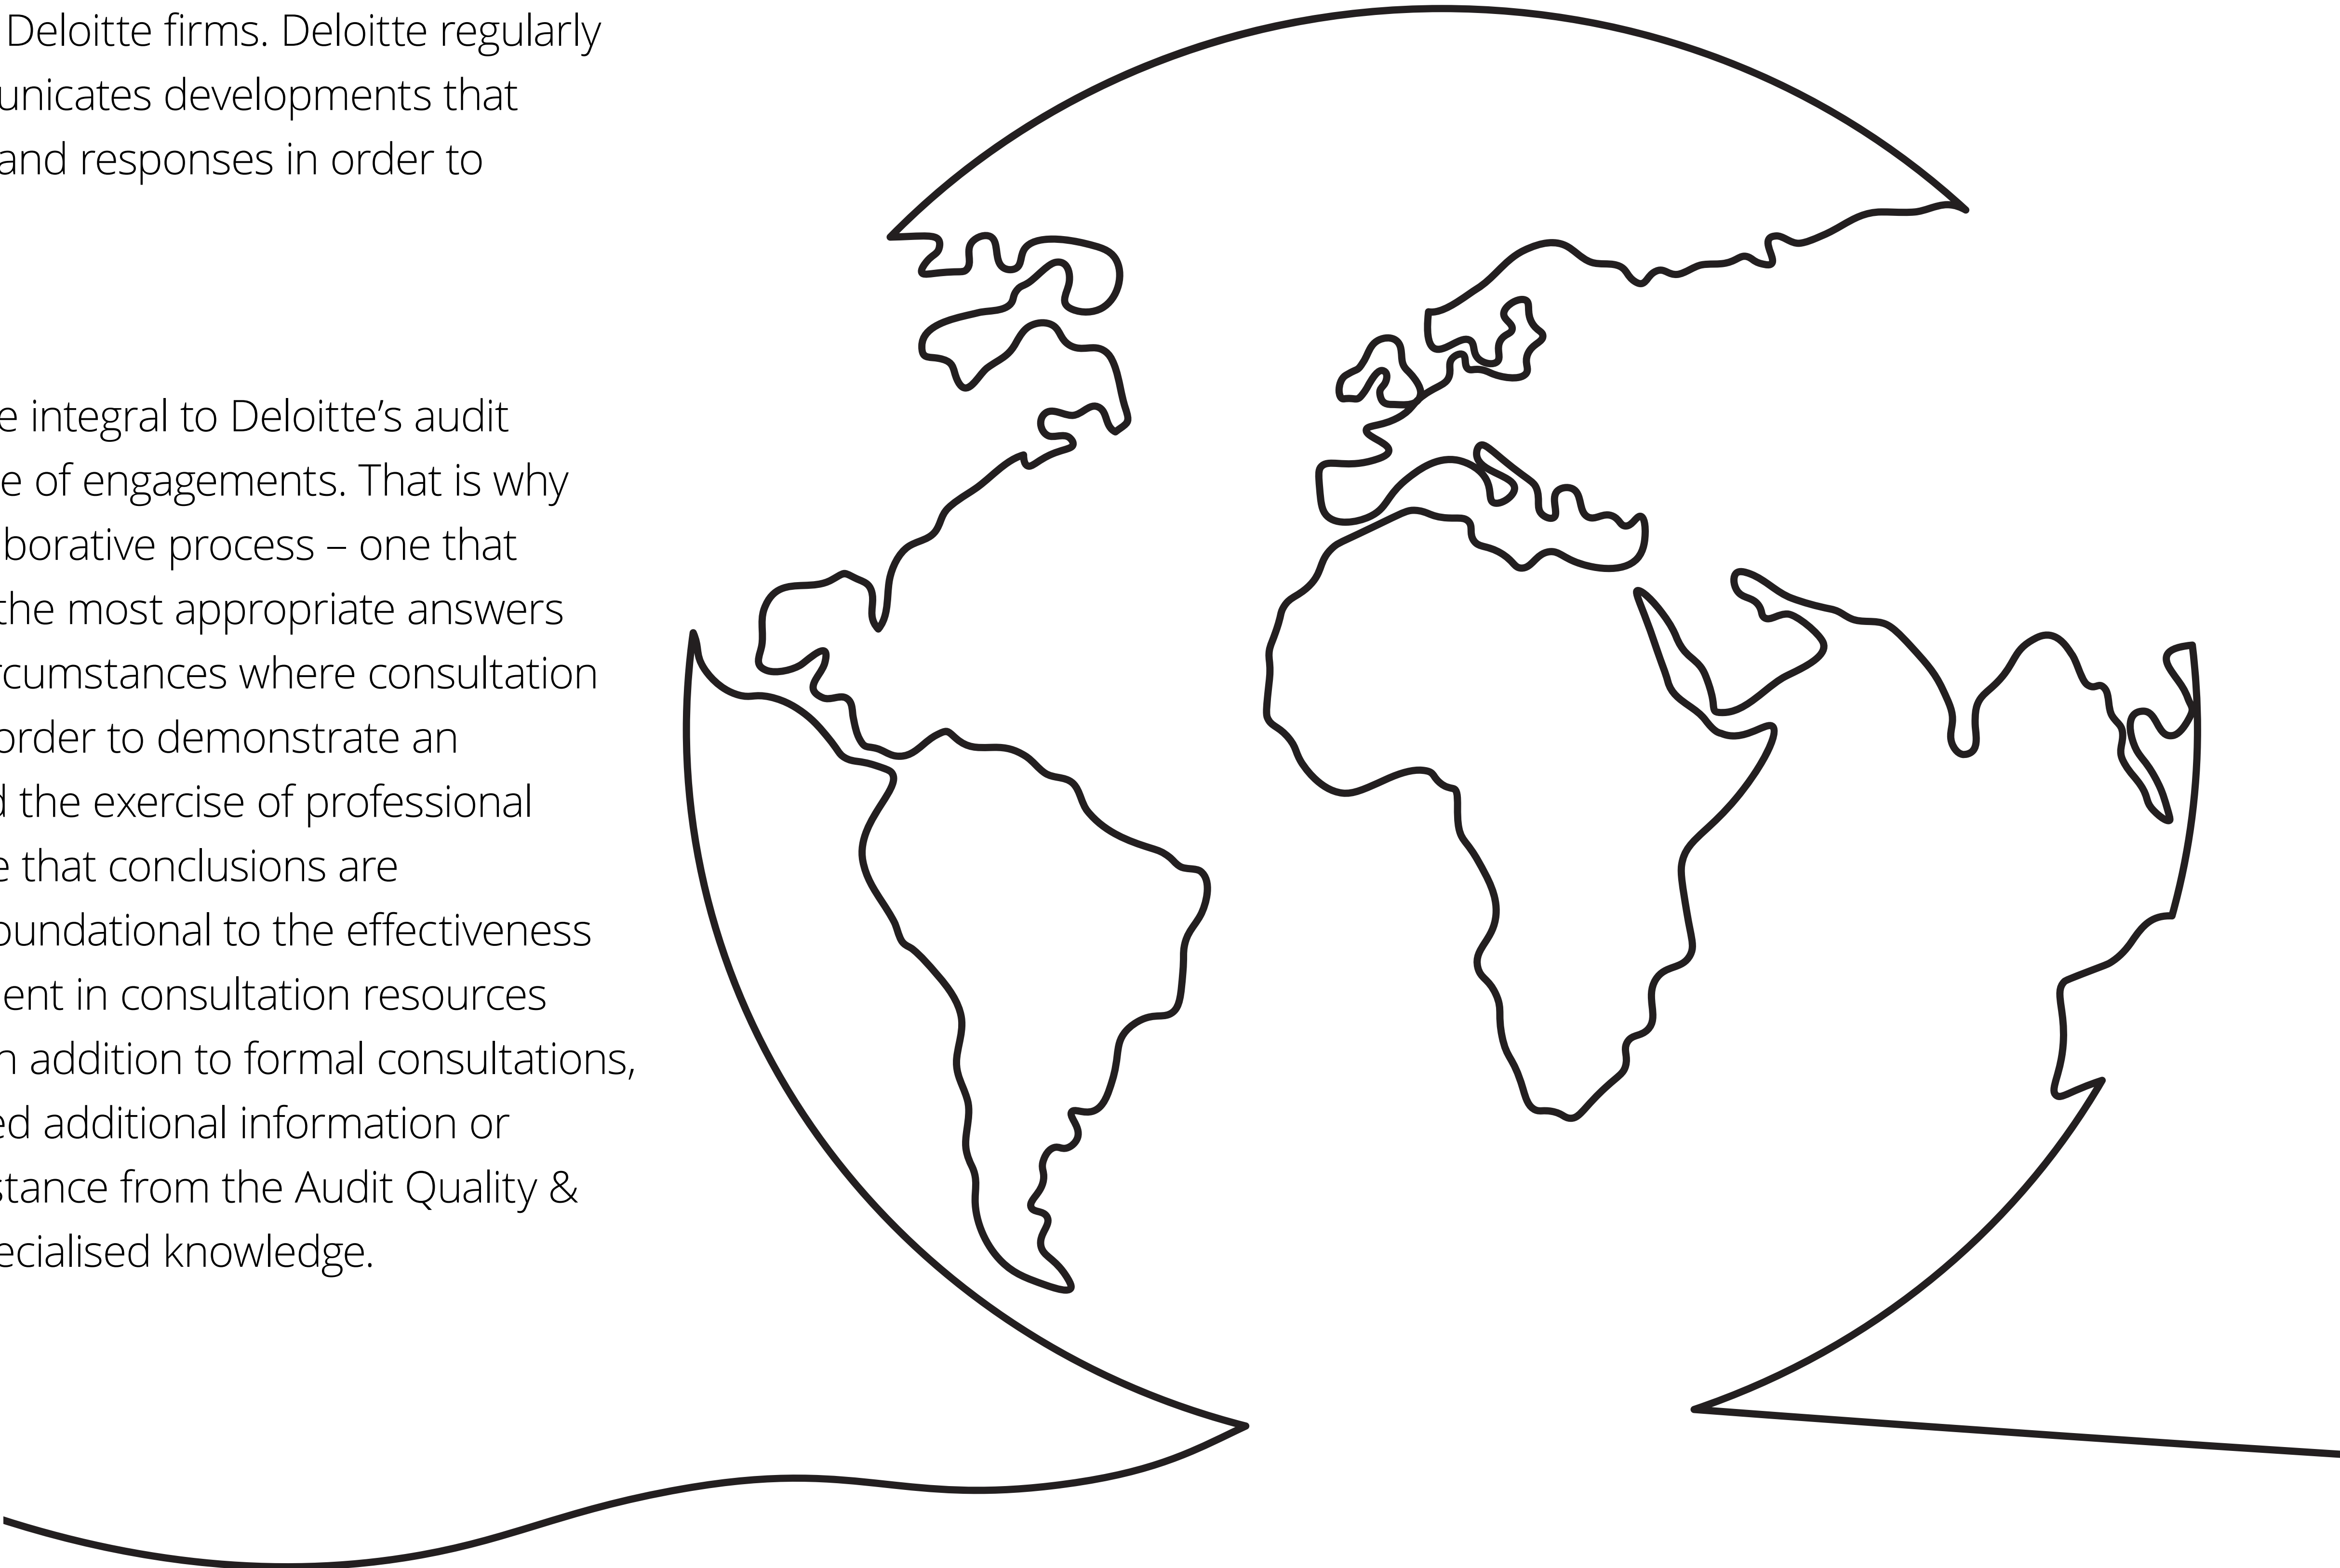 Deloitte firms. Deloitte regularly
unicates developments that
and responses in order to
e integral to Deloitte’s audit
e of engagements. That is why
borative process – one that
the most appropriate answers
rcumstances where consultation
order to demonstrate an
d the exercise of professional
e that conclusions are
oundational to the effectiveness
ent in consultation resources
n addition to formal consultations,
ed additional information or
stance from the Audit Quality &
ecialised knowledge.